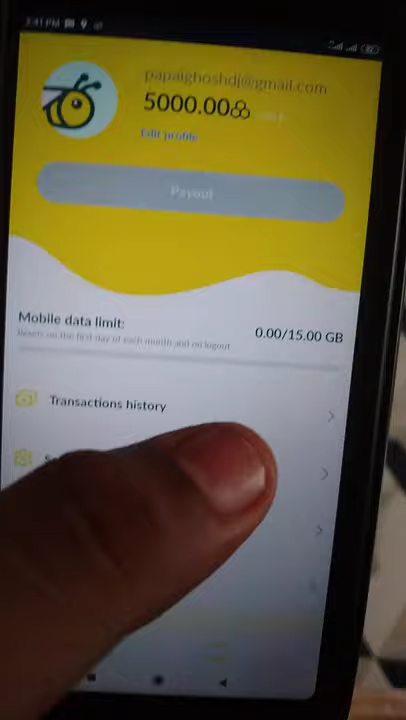 3:41 PM
papaighoshdj@gmail.com
5000.00
Edit profile
Payout
Mobile data limit:
0.00/15.00 GB
Resets on the first day of each month and on logout
Transactions history